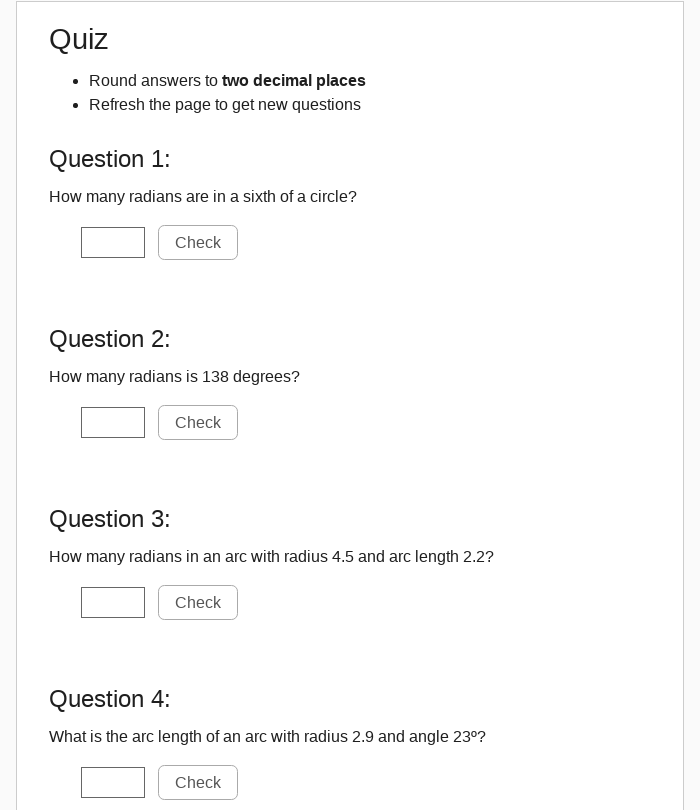 Quiz
• Round answers to two decimal places
• Refresh the page to get new questions
Question 1:
How many radians are in a sixth of a circle?
Check
Question 2:
How many radians is 138 degrees?
Check
Question 3:
How many radians in an arc with radius 4.5 and arc length 2.2?
Check
Question 4:
What is the arc length of an arc with radius 2.9 and angle 23º?
Check